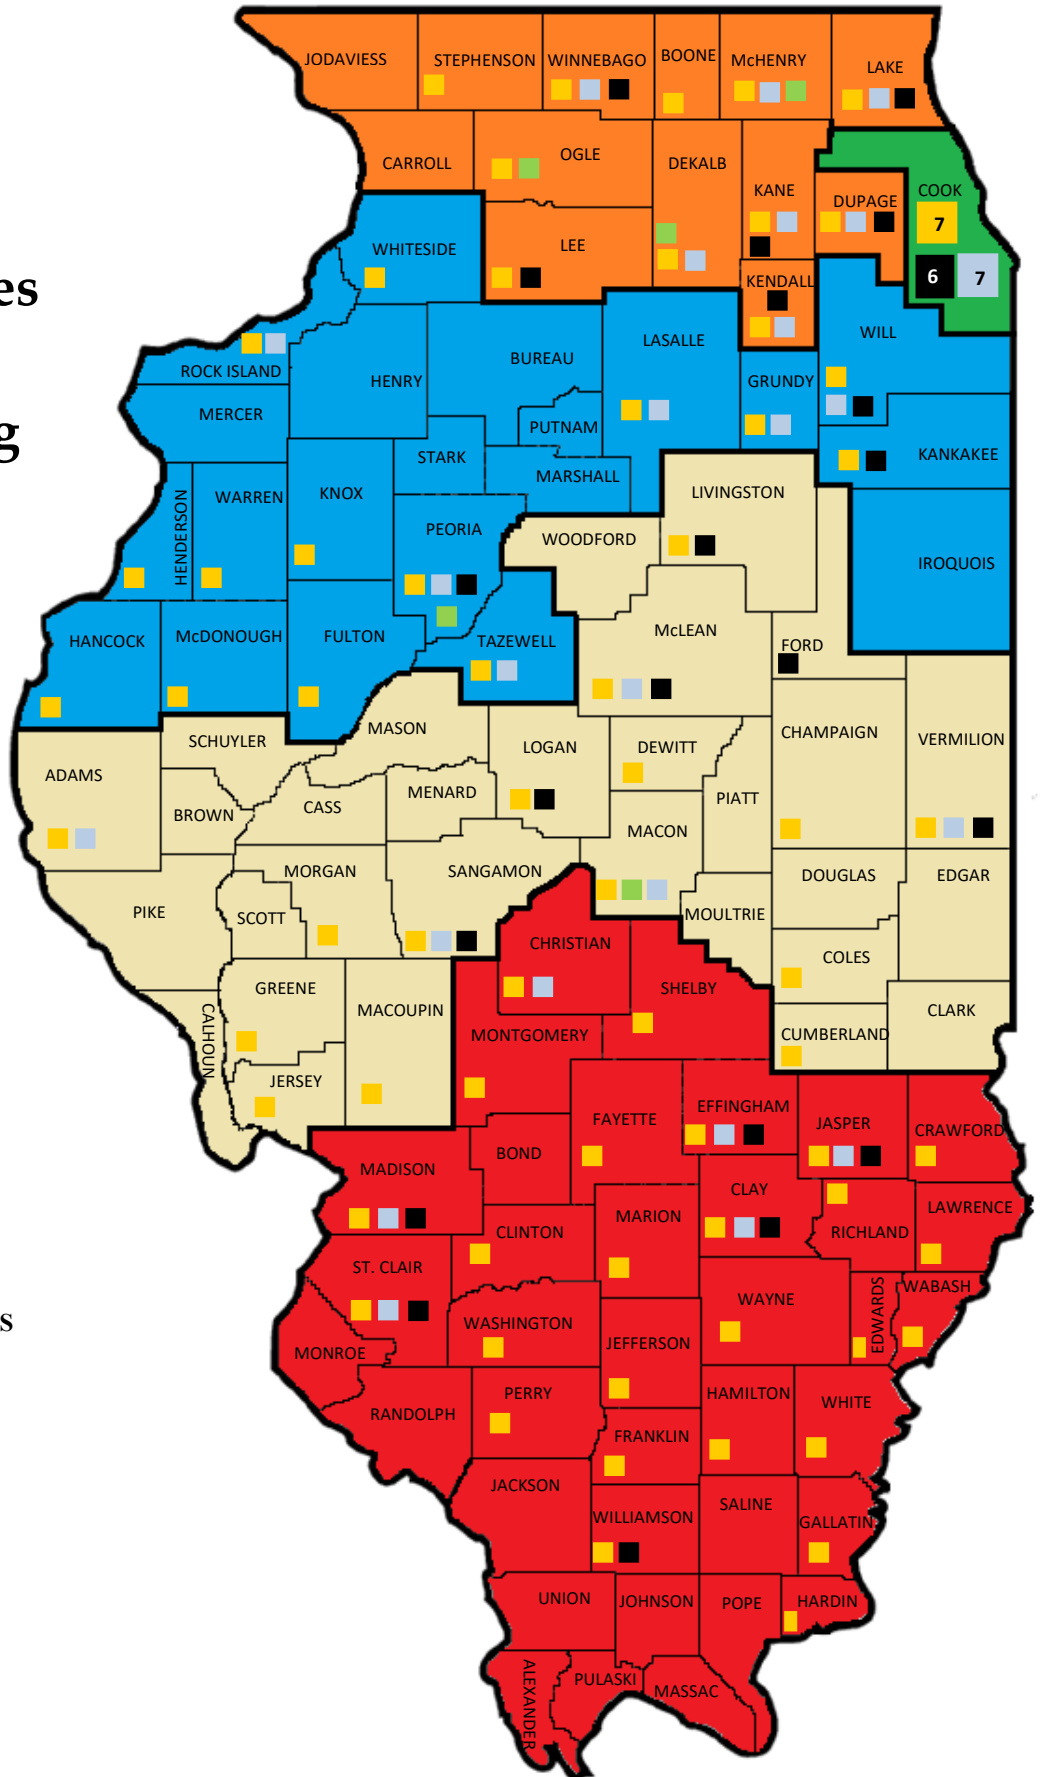 JODAVIESS
STEPHENSON
WINNEBAGO
BOONE
McHENRY
LAKE
CARROLL
OGLE
DEKALB
KANE
DUPAGE
COOK
7
6
7
WHITESIDE
LEE
KENDALL
es
ROCK ISLAND
HENRY
BUREAU
LASALLE
GRUNDY
WILL
MERCER
PUTNAM
g
STARK
MARSHALL
KANKAKEE
HENDERSON
WARREN
KNOX
PEORIA
LIVINGSTON
WOODFORD
IROQUOIS
HANCOCK
McDONOUGH
FULTON
TAZEWELL
McLEAN
FORD
SCHUYLER
MASON
LOGAN
DEWITT
CHAMPAIGN
VERMILION
ADAMS
BROWN
CASS
MENARD
PIATT
MACON
MORGAN
SANGAMON
DOUGLAS
EDGAR
PIKE
SCOTT
MOULTRIE
CHRISTIAN
COLES
GREENE
MACOUPIN
SHELBY
CALHOUN
MONTGOMERY
CUMBERLAND
CLARK
JERSEY
FAYETTE
EFFINGHAM
JASPER
CRAWFORD
MADISON
BOND
CLAY
CLINTON
MARION
RICHLAND
LAWRENCE
ST. CLAIR
WAYNE
EDWARDS
WABASH
s
WASHINGTON
JEFFERSON
MONROE
RANDOLPH
PERRY
HAMILTON
WHITE
FRANKLIN
JACKSON
WILLIAMSON
SALINE
GALLATIN
UNION
JOHNSON
POPE
HARDIN
ALEXANDER
PULASKI
MASSAC